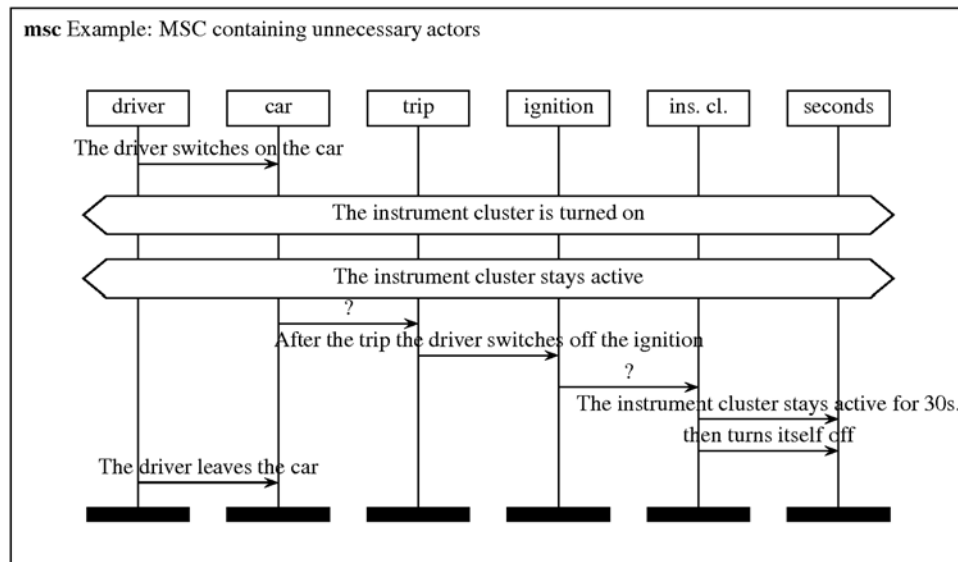 msc Example: MSC containing unnecessary actors
driver car trip ignition ins. cl. seconds
The driver switches on the car
The instrument cluster is turned on
The instrument cluster stays active
?
After the trip the driver switches off the ignition
?
The instrument cluster stays active for 30s.
then turns itself off
The driver leaves the car